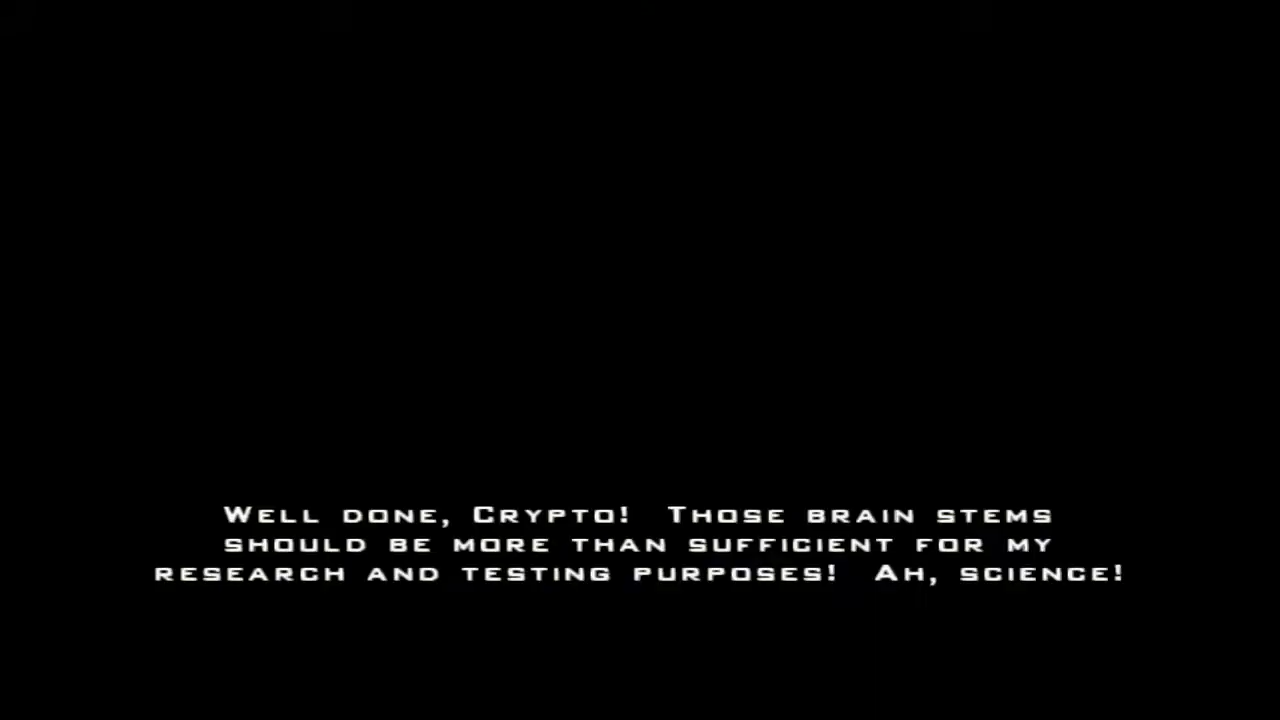 Well done, Crypto!  Those brain stems
should be more than sufficient for my
research and testing purposes!  Ah, science!